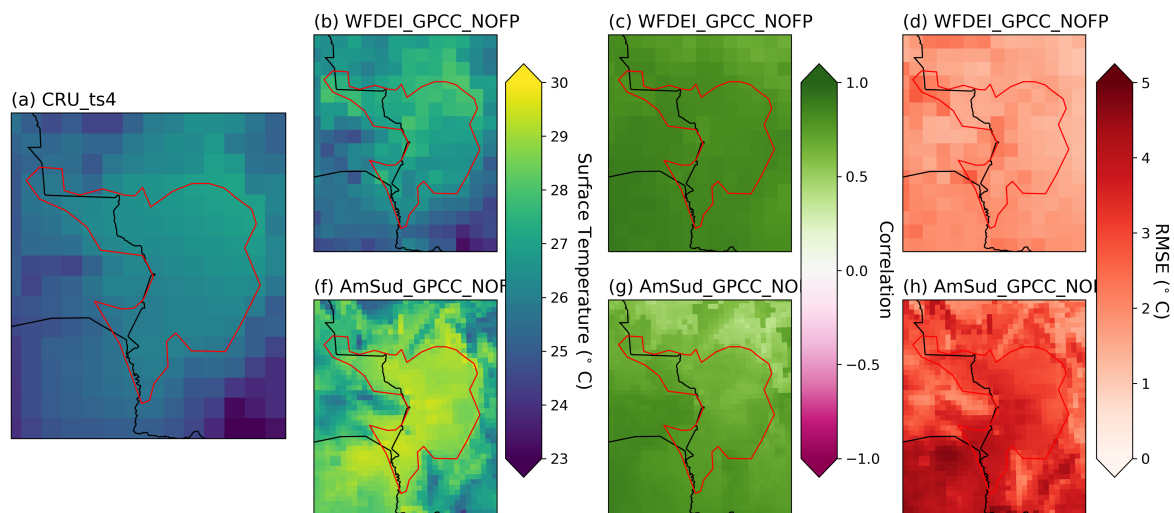 (a) CRU_ts4
(b) WFDEI_GPCC_NOFP
(c) WFDEI_GPCC_NOFP
(d) WFDEI_GPCC_NOFP
(f) AmSud_GPCC_NOF
(g) AmSud_GPCC_NO
(h) AmSud_GPCC_NO
30
29
28
27
26
25
24
23
Surface Temperature (°C)
1.0
0.5
0.0
−0.5
−1.0
Correlation
5
4
3
2
1
0
RMSE (°C)